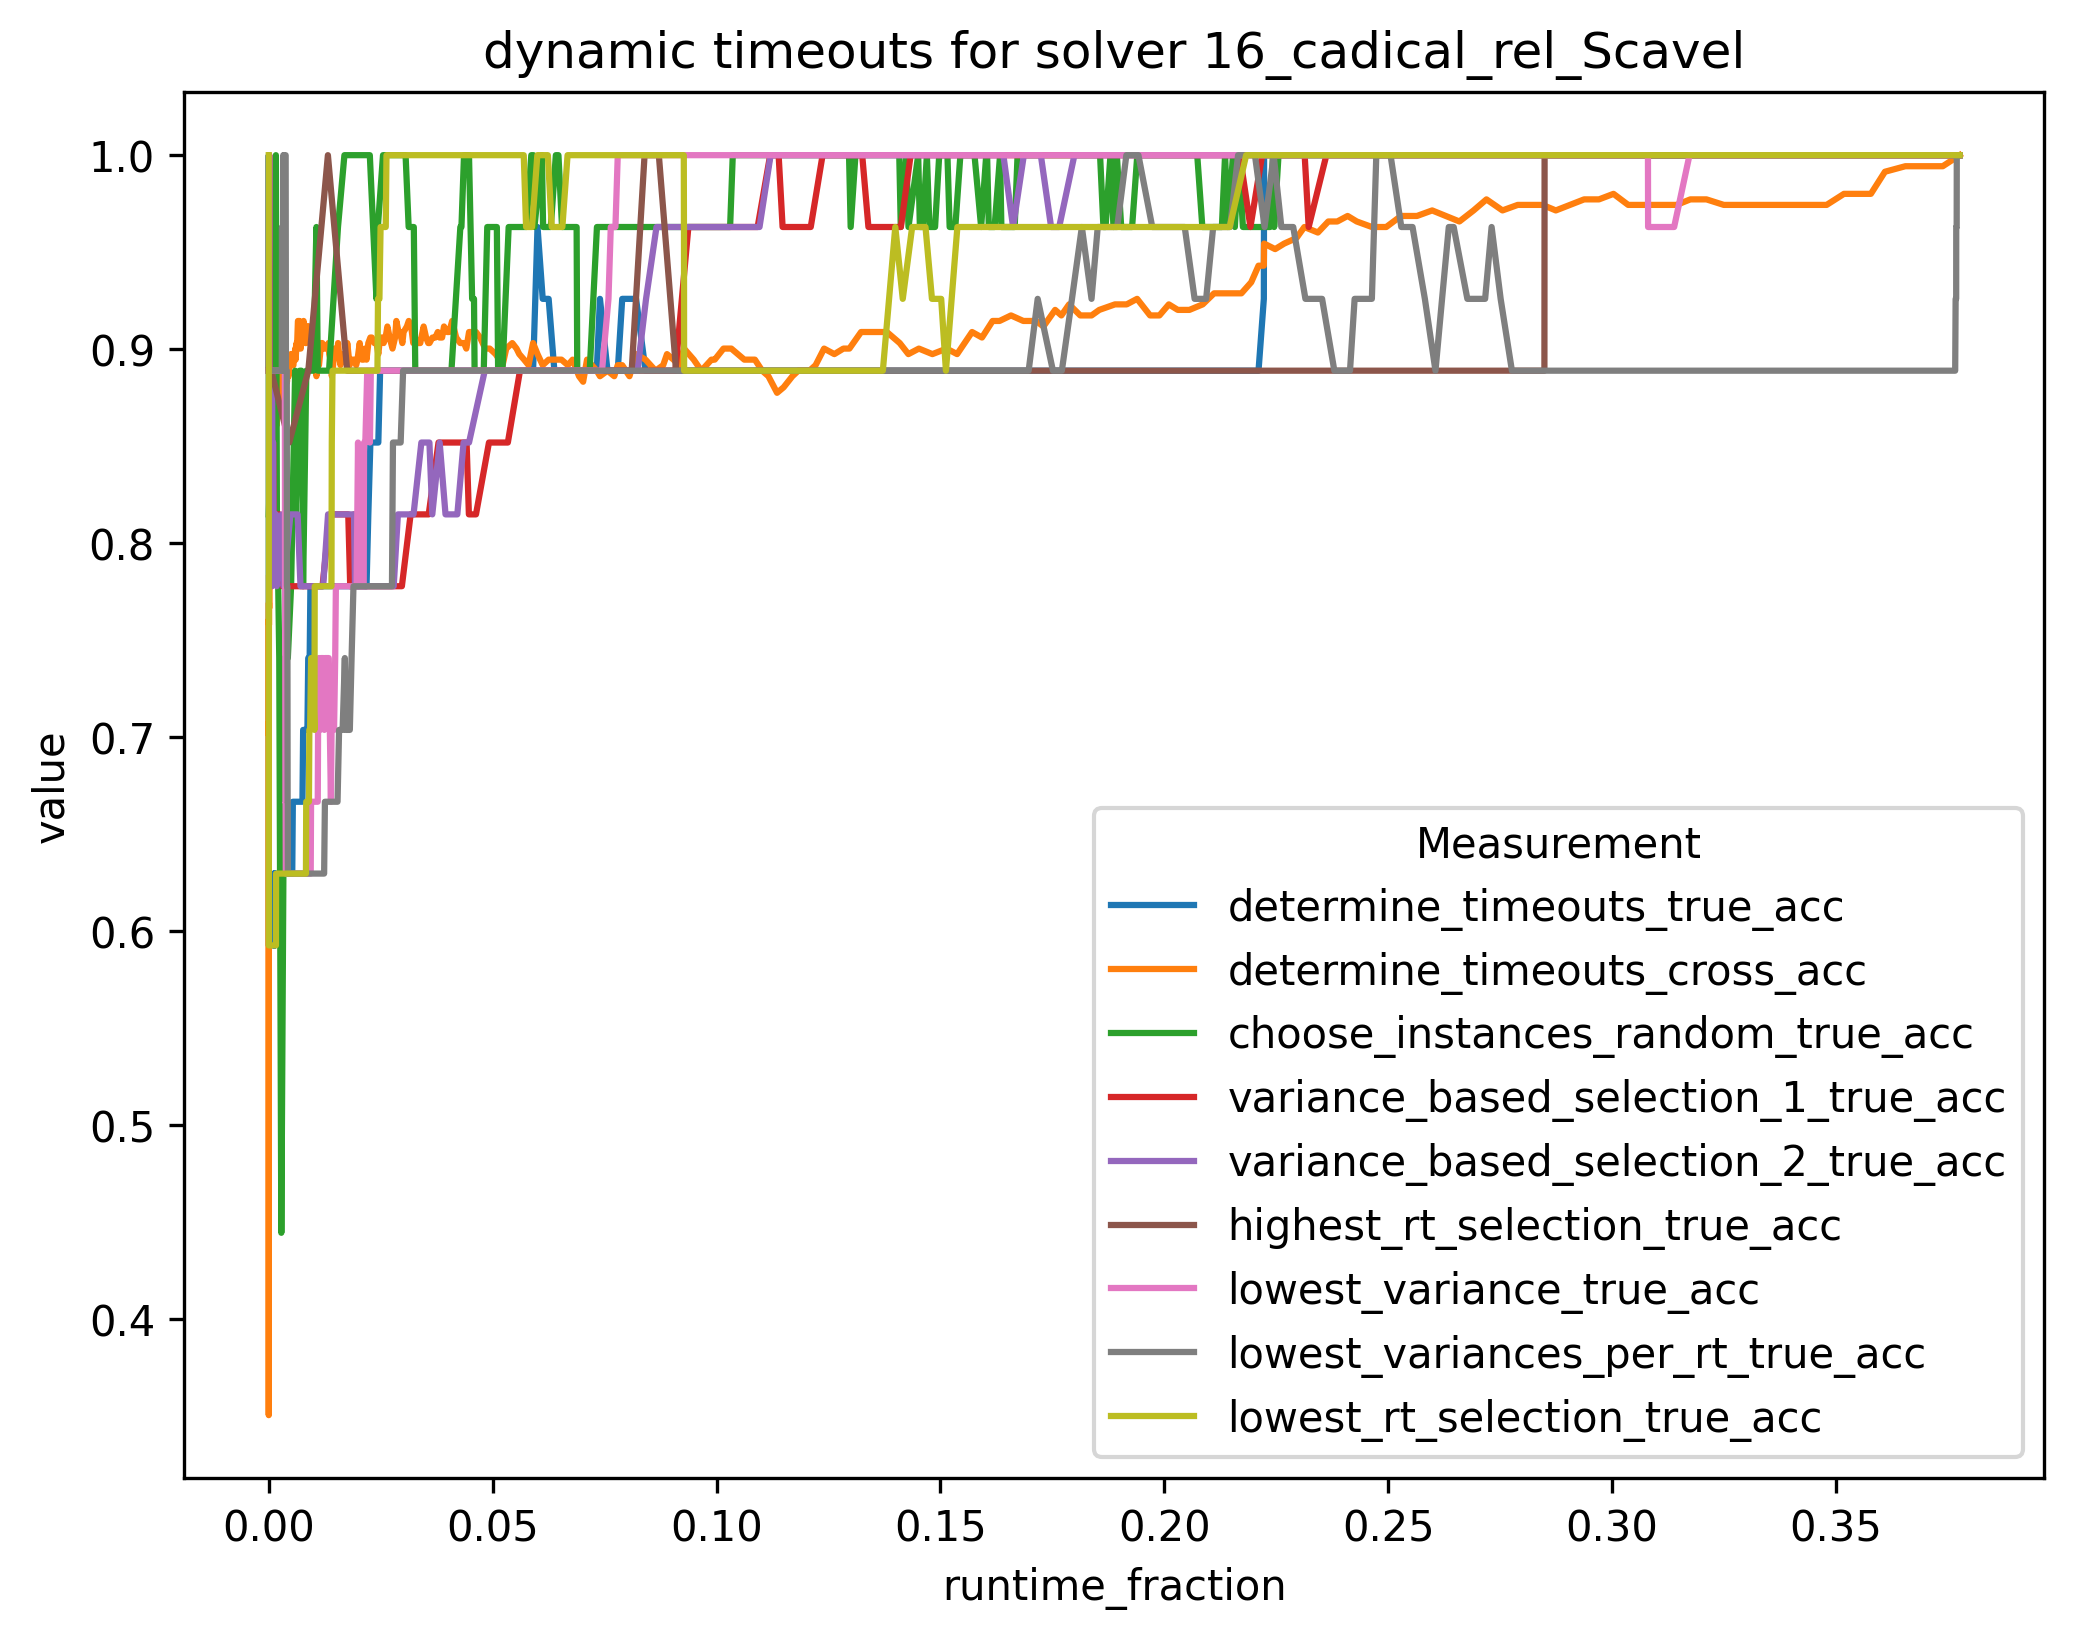 dynamic timeouts for solver 16_cadical_rel_Scavel
1.0
0.9
0.8
0.7
0.6
0.5
0.4
value
0.00 0.05 0.10 0.15 0.20 0.25 0.30 0.35
runtime_fraction
Measurement
determine_timeouts_true_acc
determine_timeouts_cross_acc
choose_instances_random_true_acc
variance_based_selection_1_true_acc
variance_based_selection_2_true_acc
highest_rt_selection_true_acc
lowest_variance_true_acc
lowest_variances_per_rt_true_acc
lowest_rt_selection_true_acc